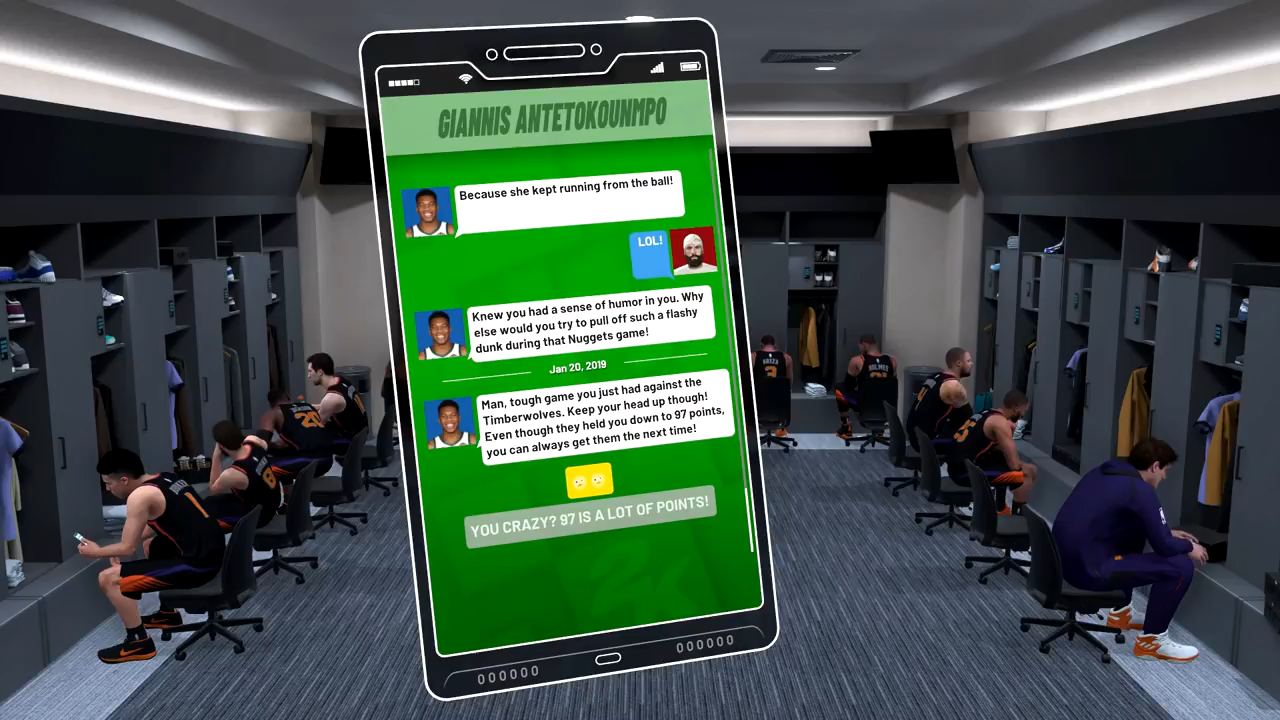 GIANNIS ANTETOKOUNMPO
Because she kept running from the ball!
LOL!
Knew you had a sense of humor in you. Why
else would you try to pull off such a flashy
dunk during that Nuggets game!
Jan 20, 2019
Man, tough game you just had against the
Timberwolves. Keep your head up though!
Even though they held you down to 97 points,
you can always get them the next time!
YOU CRAZY? 97 IS A LOT OF POINTS!
2K